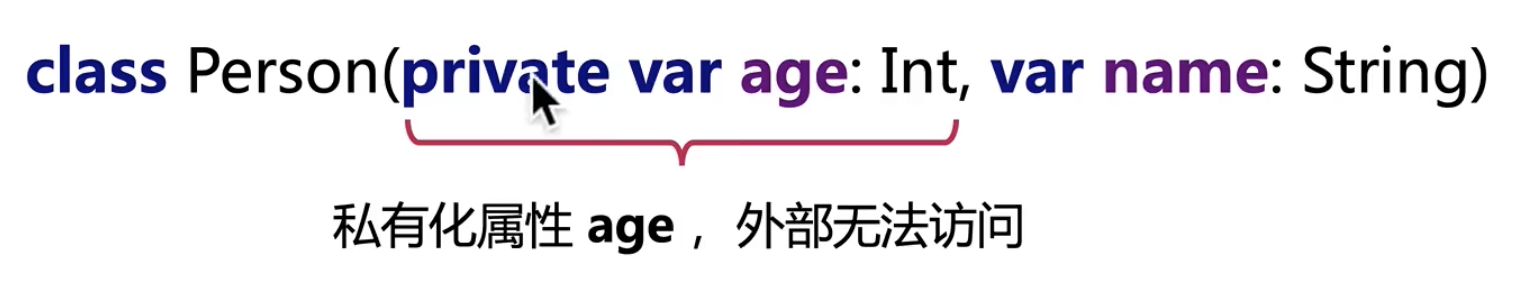 class Person(private var age: Int, var name: String)
私有化属性 age ，外部无法访问